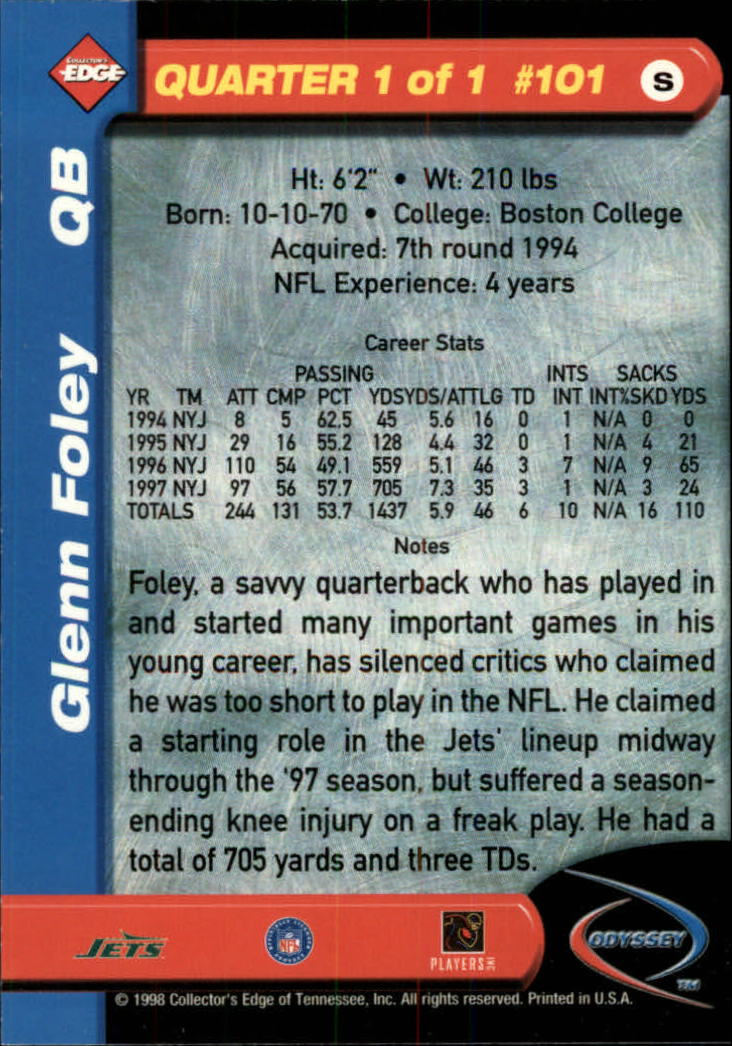 COLLECTOR'S
EDGE
QUARTER 1 of 1 #101 S
Glenn Foley QB
Ht: 6'2" • Wt: 210 lbs
Born: 10-10-70 • College: Boston College
Acquired: 7th round 1994
NFL Experience: 4 years
Career Stats
PASSING INTS SACKS
YR TM ATT CMP PCT YDSYDS/ATTLG TD INT INT%SKD YDS
1994 NYJ 8 5 62.5 45 5.6 16 0 1 N/A 0 0
1995 NYJ 29 16 55.2 128 4.4 32 0 1 N/A 4 21
1996 NYJ 110 54 49.1 559 5.1 46 3 7 N/A 9 65
1997 NYJ 97 56 57.7 705 7.3 35 3 1 N/A 3 24
TOTALS 244 131 53.7 1437 5.9 46 6 10 N/A 16 110
Notes
Foley, a savvy quarterback who has played in
and started many important games in his
young career, has silenced critics who claimed
he was too short to play in the NFL. He claimed
a starting role in the Jets' lineup midway
through the '97 season, but suffered a season-
ending knee injury on a freak play. He had a
total of 705 yards and three TDs.
JETS
NFL
PLAYERS INC
ODYSSEY
TM
© 1998 Collector's Edge of Tennessee, Inc. All rights reserved. Printed in U.S.A.